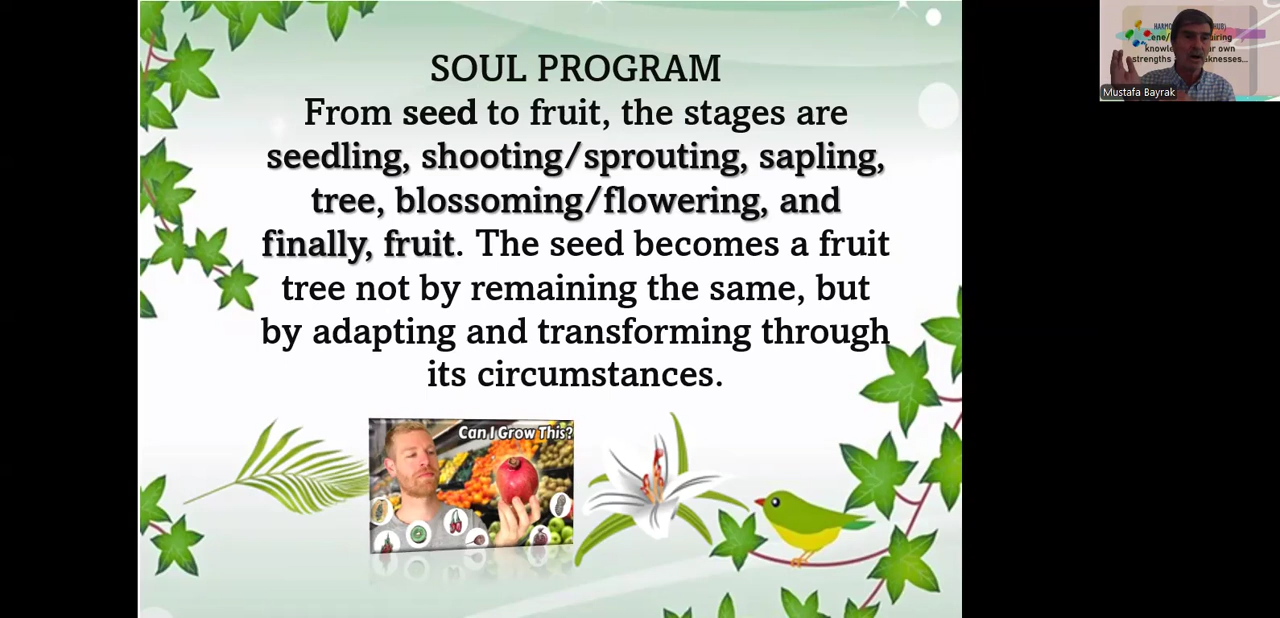 SOUL PROGRAM
From seed to fruit, the stages are
seedling, shooting/sprouting, sapling,
tree, blossoming/flowering, and
finally, fruit. The seed becomes a fruit
tree not by remaining the same, but
by adapting and transforming through
its circumstances.
Can I Grow This?
Mustafa Bayrak